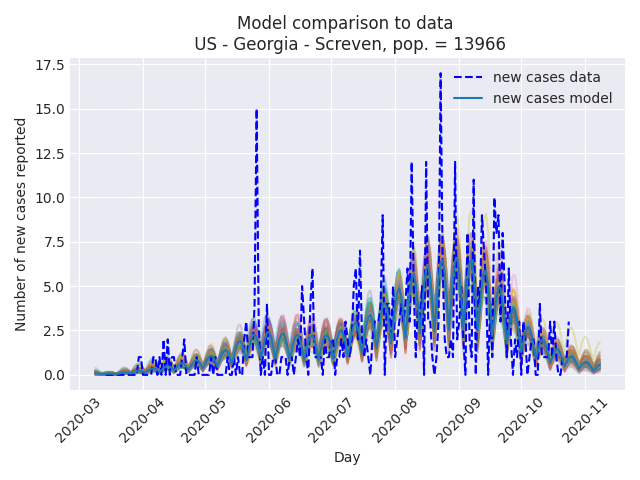 Model comparison to data
US - Georgia - Screven, pop. = 13966
new cases data
new cases model
Number of new cases reported
17.5
15.0
12.5
10.0
7.5
5.0
2.5
0.0
2020-03
2020-04
2020-05
2020-06
2020-07
2020-08
2020-09
2020-10
2020-11
Day